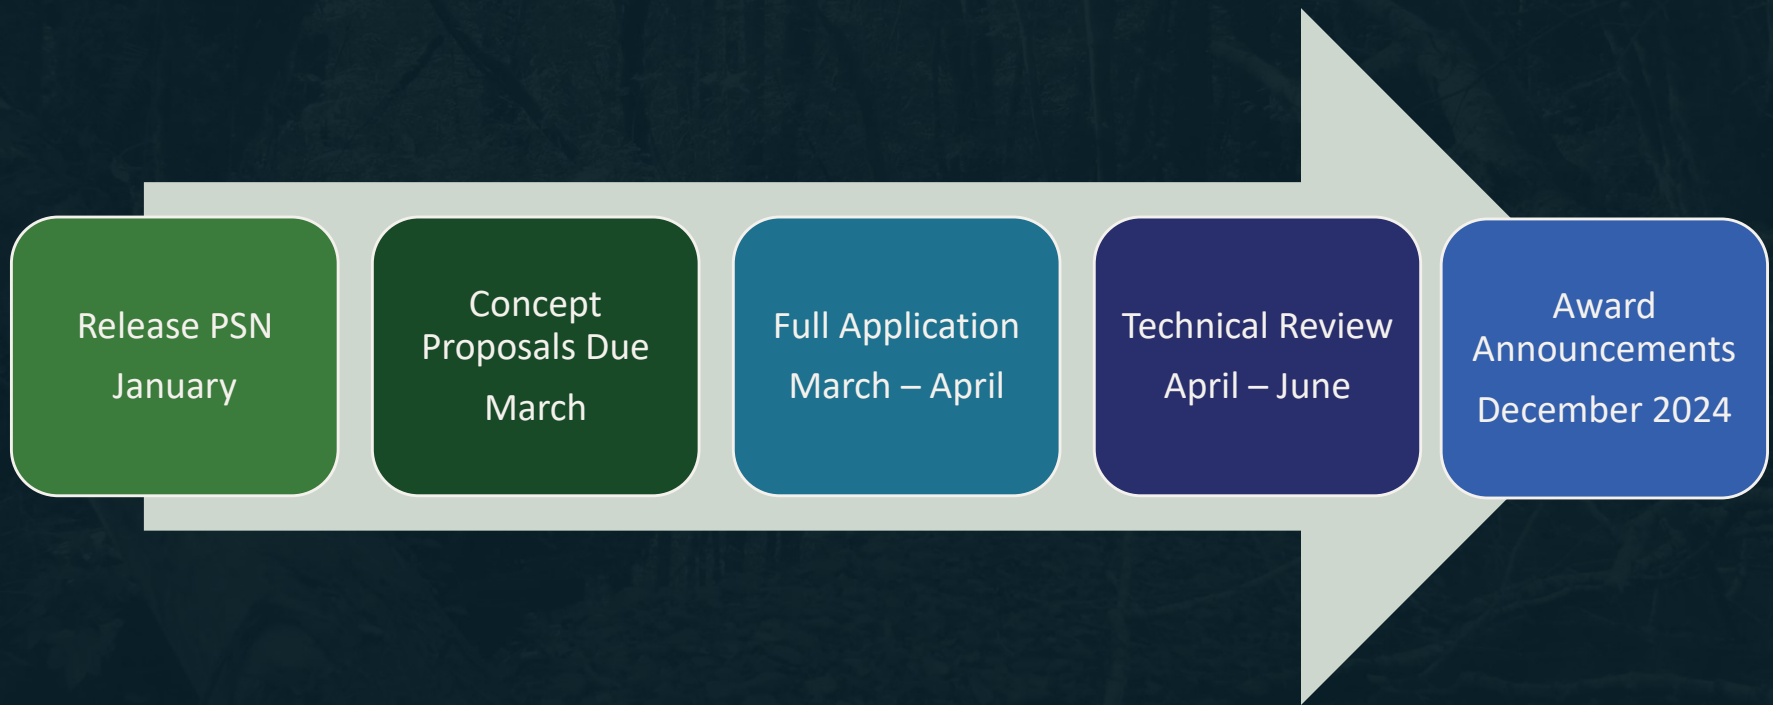 Release PSN
January
Concept
Proposals Due
March
Full Application
March – April
Technical Review
April – June
Award
Announcements
December 2024